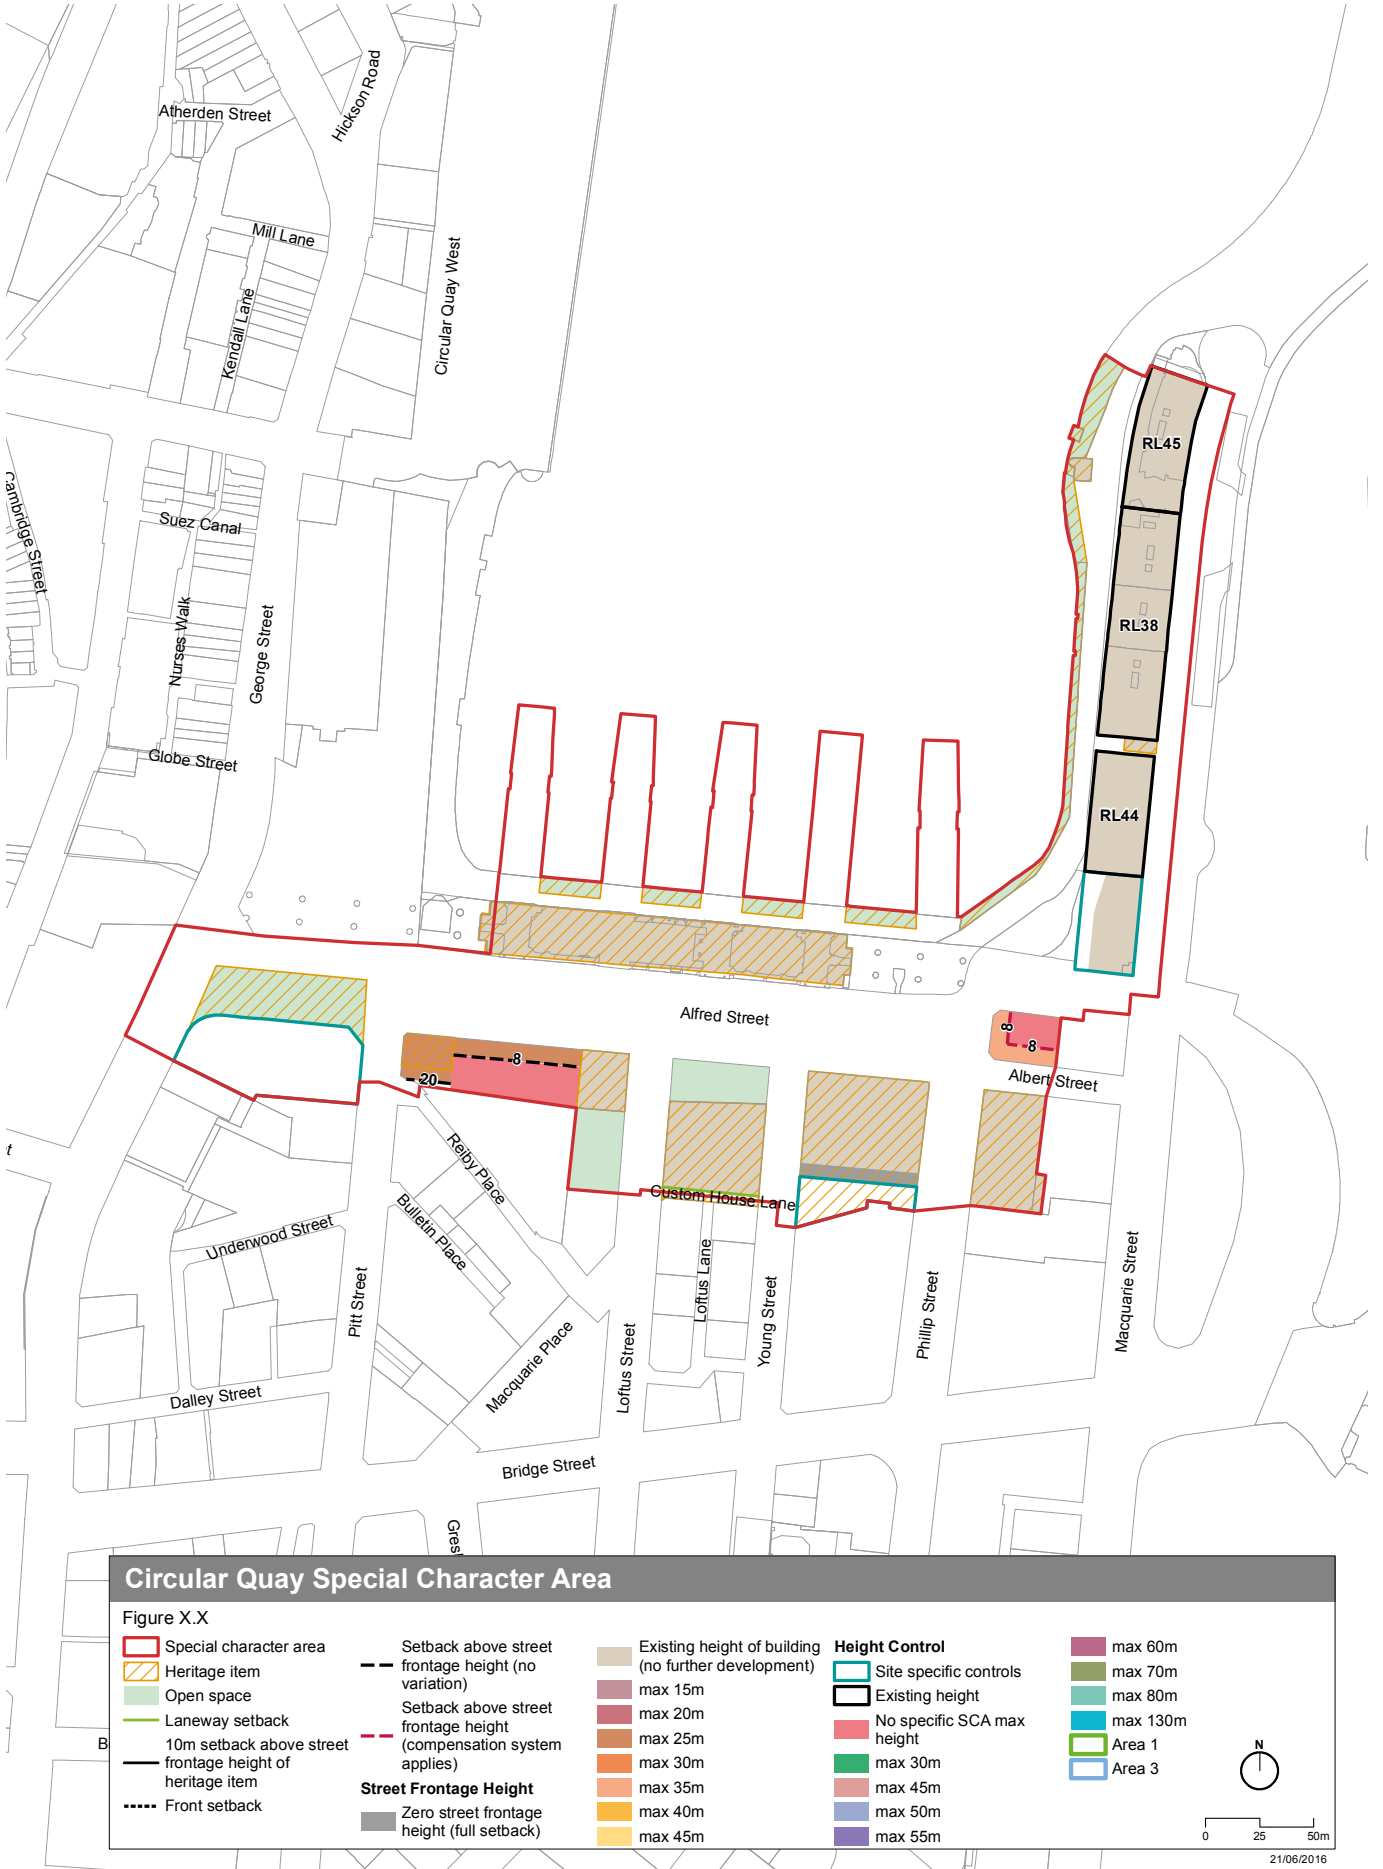 Atherden Street
Hickson Road
Mill Lane
Kendall Lane
Circular Quay West
RL45
Cambridge Street
Suez Canal
Nurses Walk
George Street
RL38
Globe Street
RL44
Alfred Street
8
8
8
20
Albert Street
Reiby Place
Bulletin Place
Custom House Lane
Underwood Street
Pitt Street
Loftus Lane
Young Street
Phillip Street
Macquarie Street
Macquarie Place
Loftus Street
Dalley Street
Bridge Street
Gres
t
B
Circular Quay Special Character Area
Figure X.X
Special character area
Heritage item
Open space
Laneway setback
10m setback above street
frontage height of
heritage item
Front setback
Setback above street
frontage height (no
variation)
Setback above street
frontage height
(compensation system
applies)
Street Frontage Height
Zero street frontage
height (full setback)
Existing height of building
(no further development)
max 15m
max 20m
max 25m
max 30m
max 35m
max 40m
max 45m
Height Control
Site specific controls
Existing height
No specific SCA max
height
max 30m
max 45m
max 50m
max 55m
max 60m
max 70m
max 80m
max 130m
Area 1
Area 3
N
0 25 50m
21/06/2016